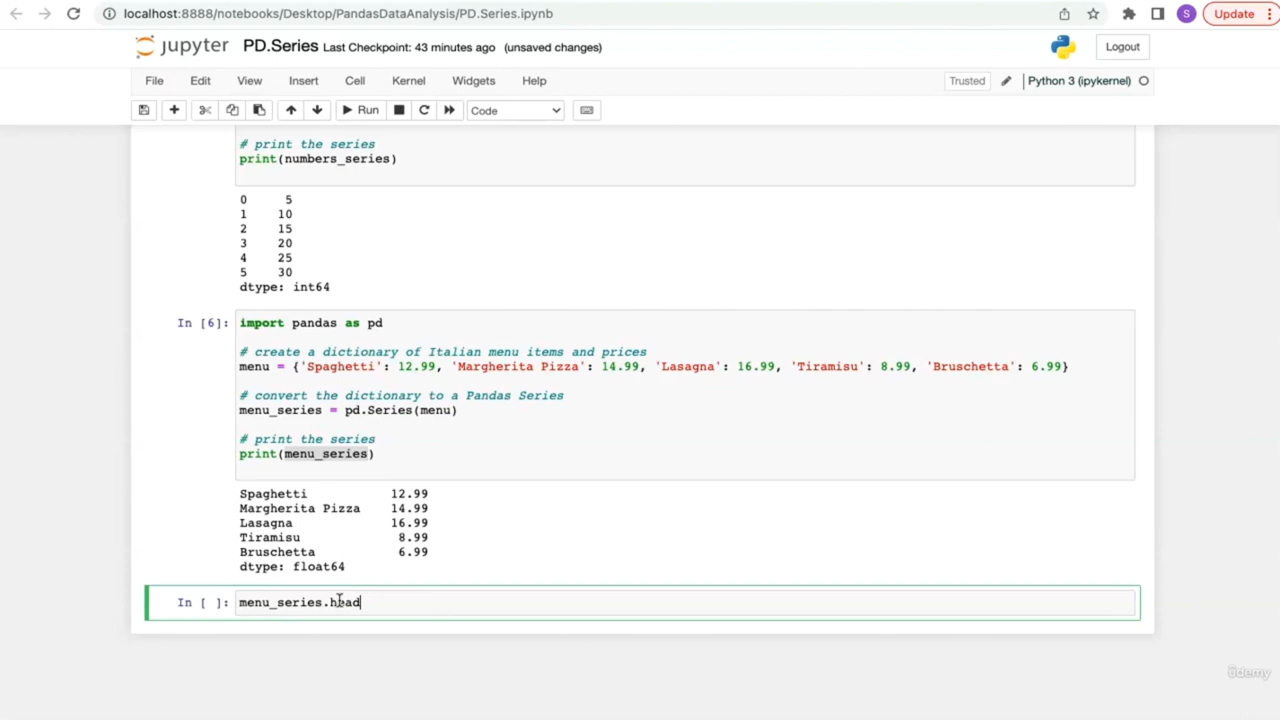 localhost:8888/notebooks/Desktop/PandasDataAnalysis/PD.Series.ipynb
S
Update
jupyter PD.Series Last Checkpoint: 43 minutes ago (unsaved changes)
Logout
File Edit View Insert Cell Kernel Widgets Help
Trusted
Python 3 (ipykernel)
Run
Code
# print the series
print(numbers_series)
0 5
1 10
2 15
3 20
4 25
5 30
dtype: int64
In [6]: import pandas as pd
# create a dictionary of Italian menu items and prices
menu = {'Spaghetti': 12.99, 'Margherita Pizza': 14.99, 'Lasagna': 16.99, 'Tiramisu': 8.99, 'Bruschetta': 6.99}
# convert the dictionary to a Pandas Series
menu_series = pd.Series(menu)
# print the series
print(menu_series)
Spaghetti 12.99
Margherita Pizza 14.99
Lasagna 16.99
Tiramisu 8.99
Bruschetta 6.99
dtype: float64
In [ ]: menu_series.head
ûdemy